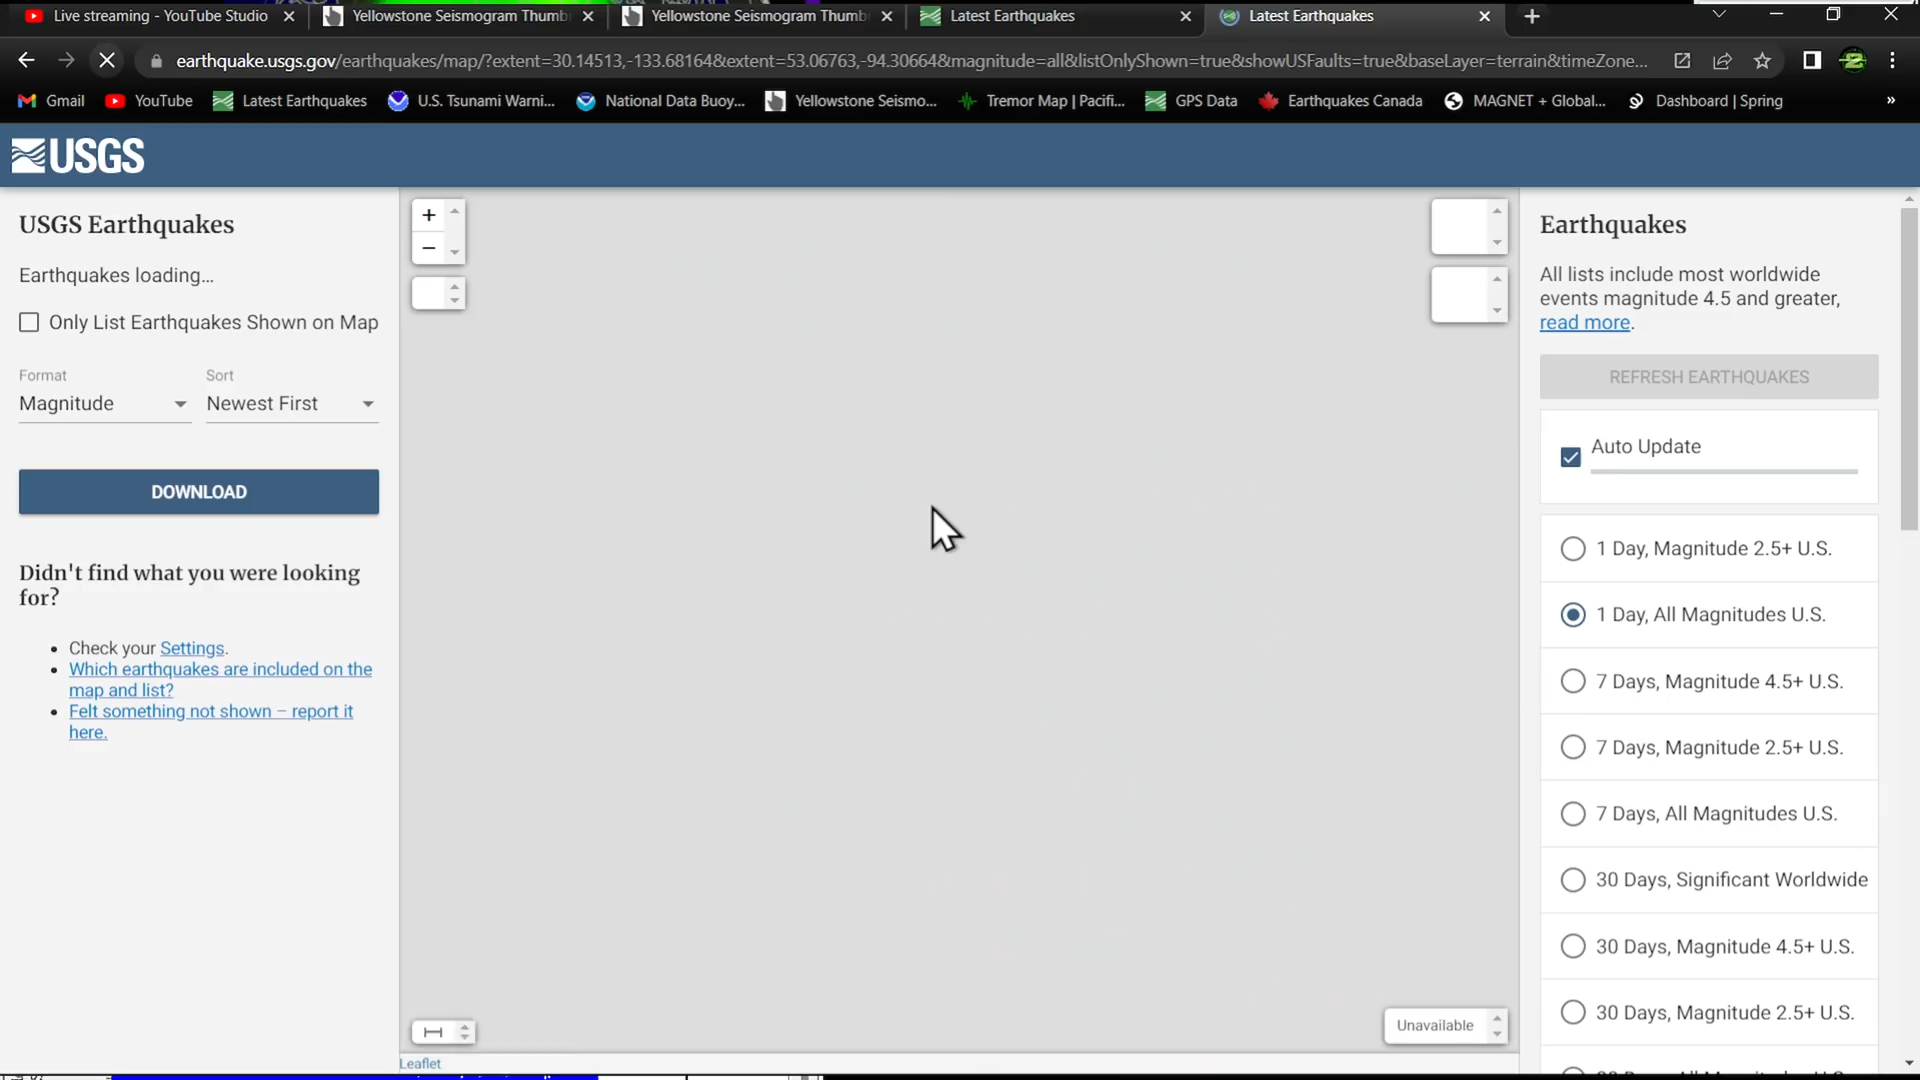 Live streaming - YouTube Studio
Yellowstone Seismogram Thumb
Yellowstone Seismogram Thumb
Latest Earthquakes
Latest Earthquakes
earthquake.usgs.gov/earthquakes/map/?extent=30.14513,-133.68164&extent=53.06763,-94.30664&magnitude=all&listOnlyShown=true&showUSFaults=true&baseLayer=terrain&timeZone...
Gmail
YouTube
Latest Earthquakes
U.S. Tsunami Warni...
National Data Buoy...
Yellowstone Seismo...
Tremor Map | Pacifi...
GPS Data
Earthquakes Canada
MAGNET + Global...
Dashboard | Spring
»
USGS
USGS Earthquakes
Earthquakes loading...
Only List Earthquakes Shown on Map
Format
Sort
Magnitude
Newest First
DOWNLOAD
Didn't find what you were looking
for?
Check your Settings.
Which earthquakes are included on the
map and list?
Felt something not shown – report it
here.
+
−
Unavailable
Leaflet
Earthquakes
All lists include most worldwide
events magnitude 4.5 and greater,
read more.
REFRESH EARTHQUAKES
Auto Update
1 Day, Magnitude 2.5+ U.S.
1 Day, All Magnitudes U.S.
7 Days, Magnitude 4.5+ U.S.
7 Days, Magnitude 2.5+ U.S.
7 Days, All Magnitudes U.S.
30 Days, Significant Worldwide
30 Days, Magnitude 4.5+ U.S.
30 Days, Magnitude 2.5+ U.S.